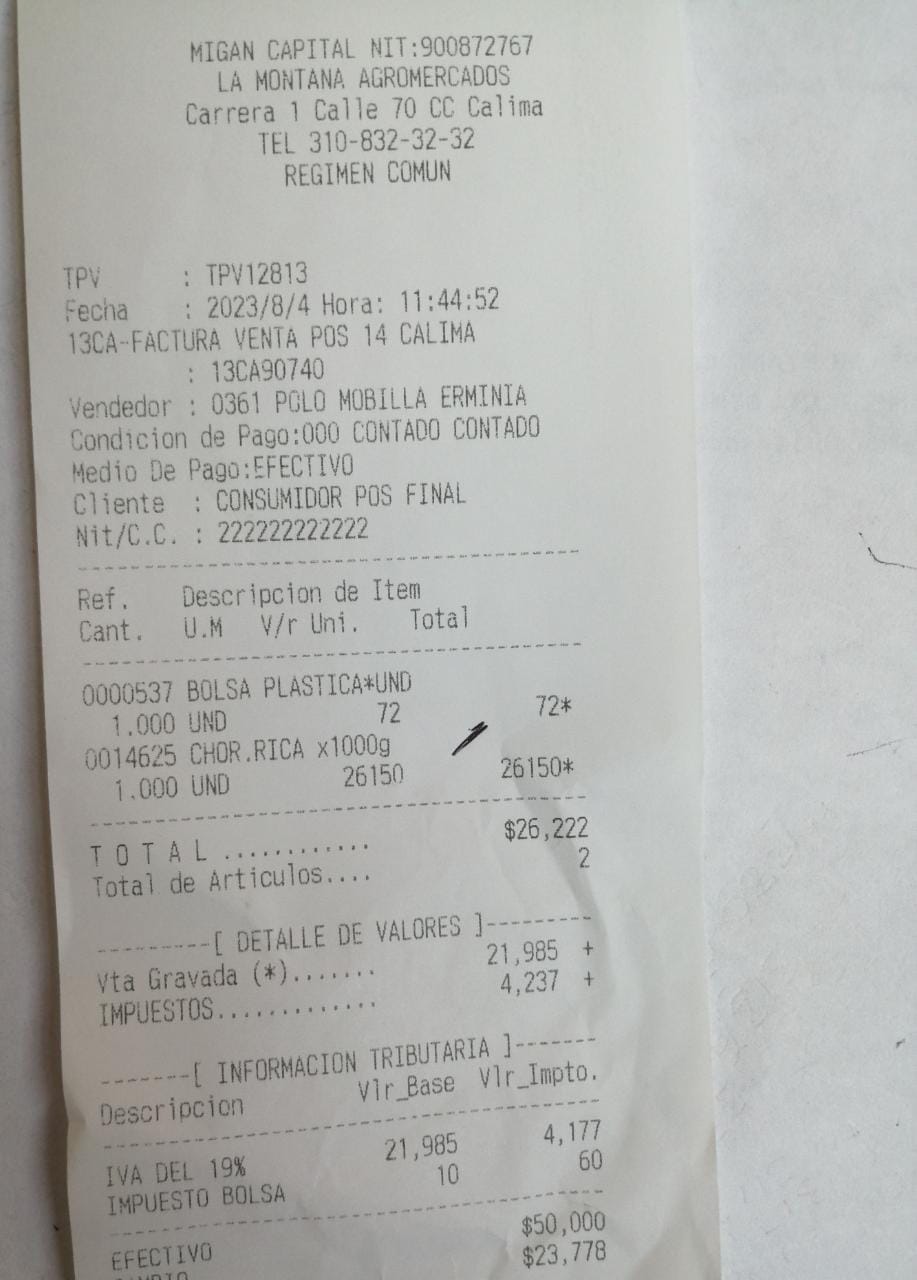 MIGAN CAPITAL NIT:900872767
LA MONTANA AGROMERCADOS
Carrera 1 Calle 70 CC Calima
TEL 310-832-32-32
REGIMEN COMUN
TPV : TPV12813
Fecha : 2023/8/4 Hora: 11:44:52
13CA-FACTURA VENTA POS 14 CALIMA
: 13CA90740
Vendedor : 0361 POLO MOBILLA ERMINIA
Condicion de Pago:000 CONTADO CONTADO
Medio De Pago:EFECTIVO
Cliente : CONSUMIDOR POS FINAL
Nit/C.C. : 222222222222
Ref. Descripcion de Item
Cant. U.M V/r Uni. Total
0000537 BOLSA PLASTICA*UND
1.000 UND 72 72*
0014625 CHOR.RICA x1000g
1.000 UND 26150 26150*
T O T A L ............ $26,222
Total de Articulos.... 2
---------[ DETALLE DE VALORES ]---------
Vta Gravada (*)....... 21,985 +
IMPUESTOS............. 4,237 +
-------[ INFORMACION TRIBUTARIA ]-------
Descripcion Vlr_Base Vlr_Impto.
IVA DEL 19% 21,985 4,177
IMPUESTO BOLSA 10 60
EFECTIVO $50,000
CAMBIO $23,778